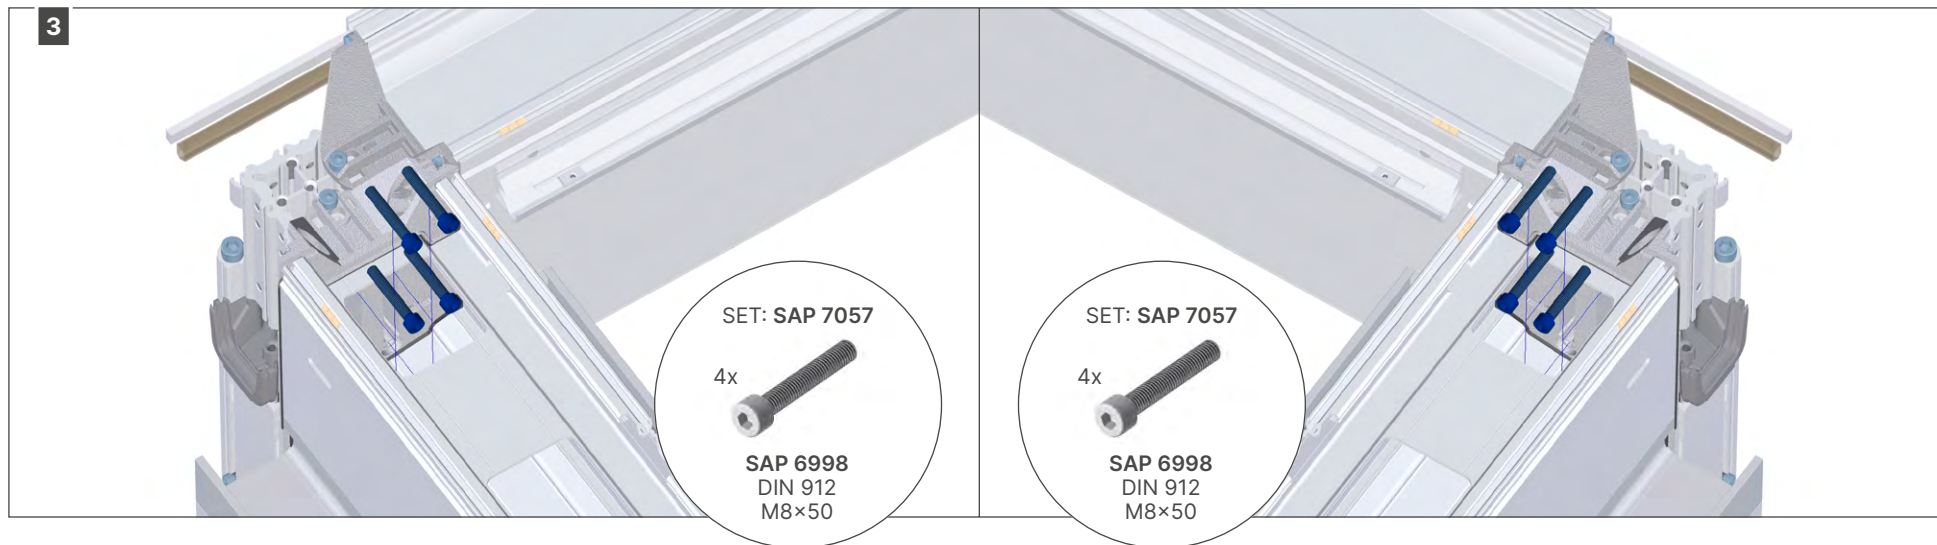 3
SET: SAP 7057
4x
SAP 6998
DIN 912
M8×50
SET: SAP 7057
4x
SAP 6998
DIN 912
M8×50